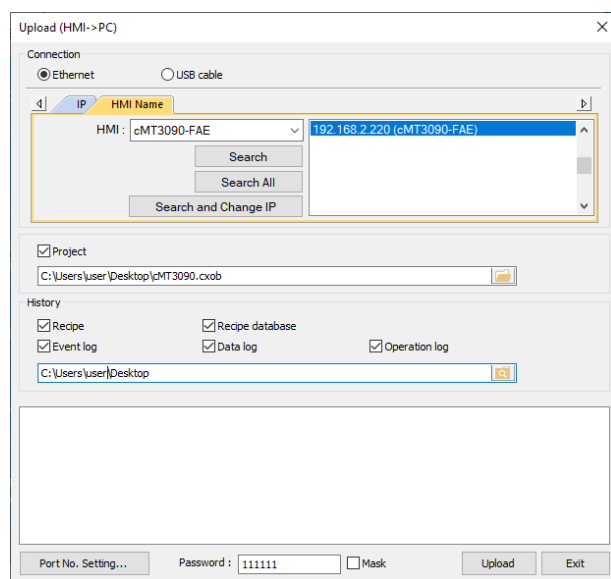 Upload (HMI->PC)
Connection
Ethernet USB cable
IP HMI Name
HMI : cMT3090-FAE 192.168.2.220 (cMT3090-FAE)
Search
Search All
Search and Change IP
Project
C:\Users\user\Desktop\cMT3090.cxob
History
Recipe Recipe database
Event log Data log Operation log
C:\Users\user\Desktop
Port No. Setting... Password : 111111 Mask Upload Exit